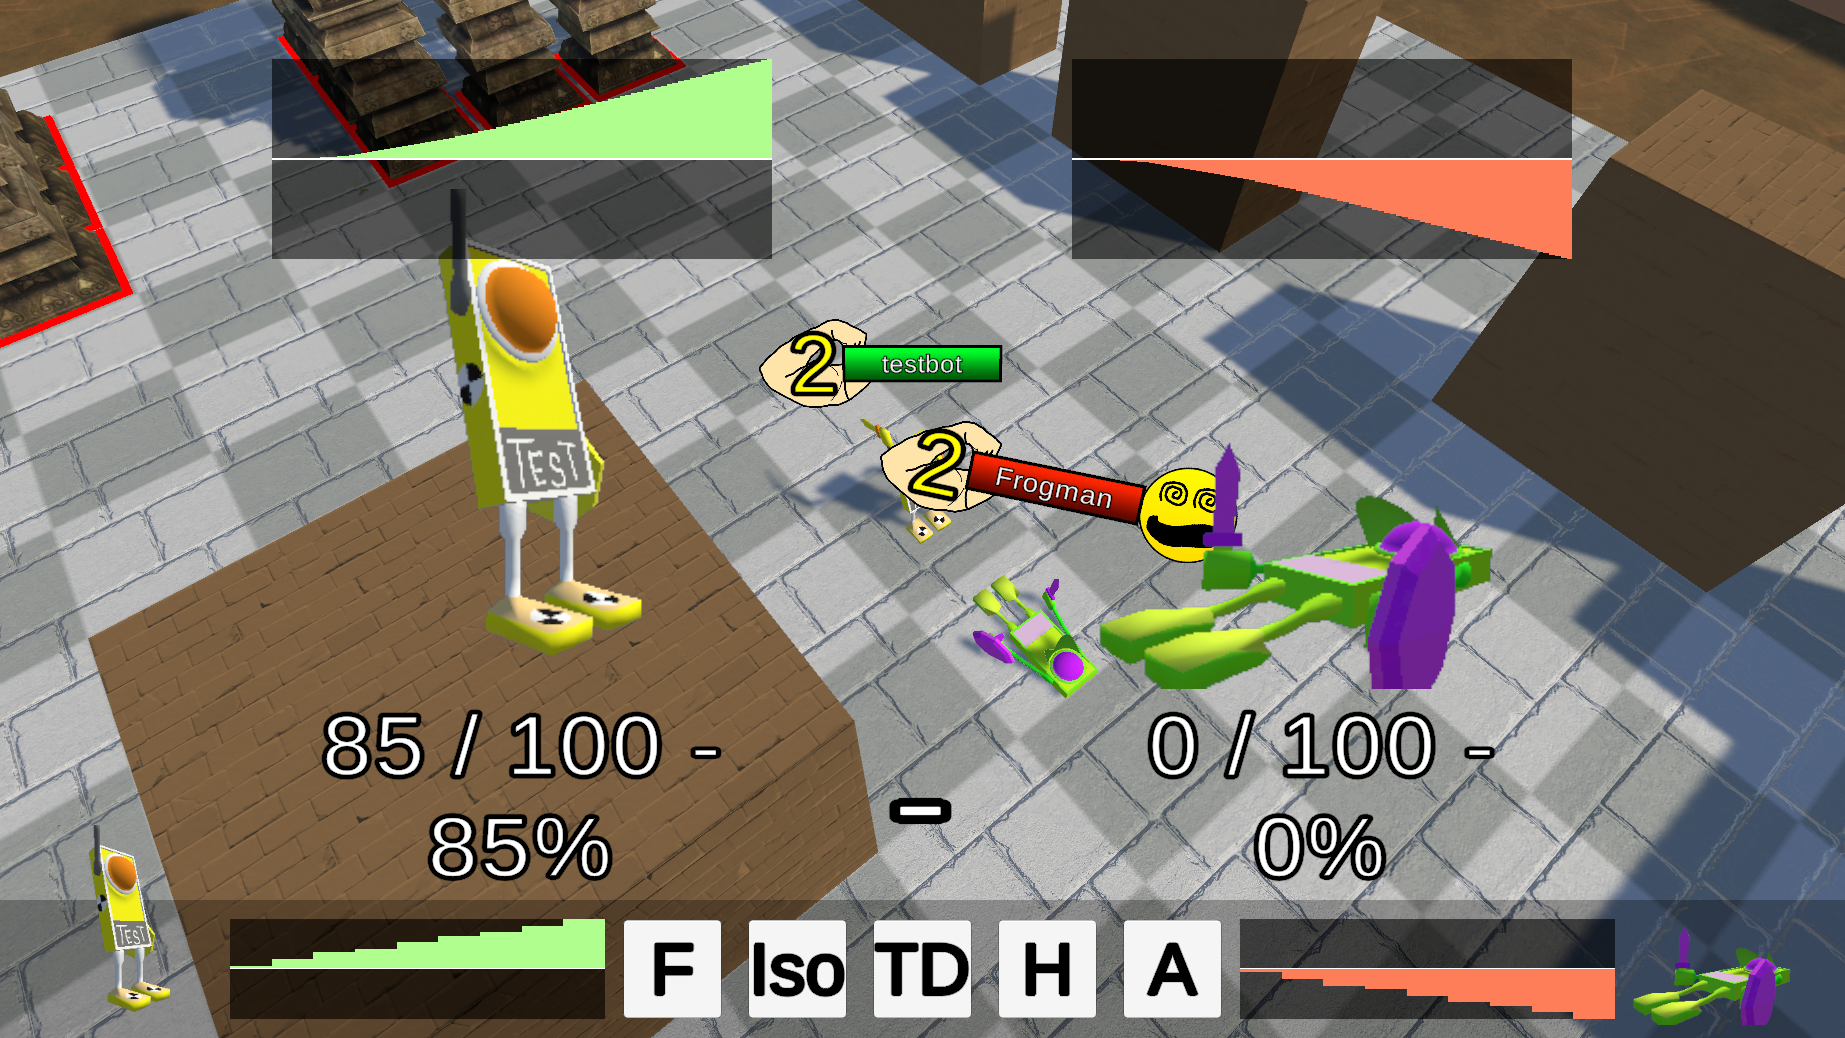 2 testbot
2 Frogman
TEST
85 / 100 -
85%
0 / 100 -
0%
-
TEST
F Iso TD H A